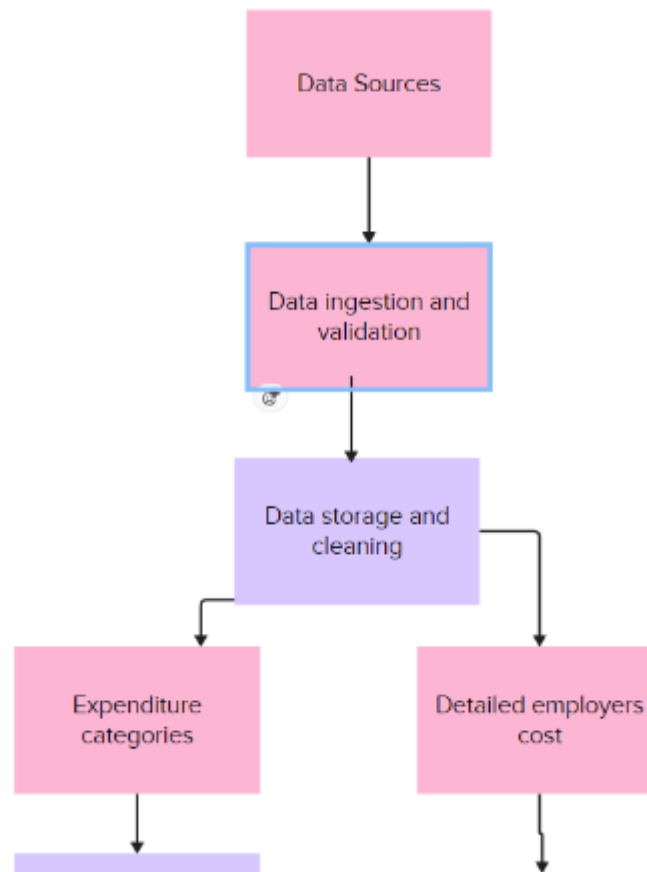 Data Sources
Data ingestion and
validation
Data storage and
cleaning
Expenditure
categories
Detailed employers
cost